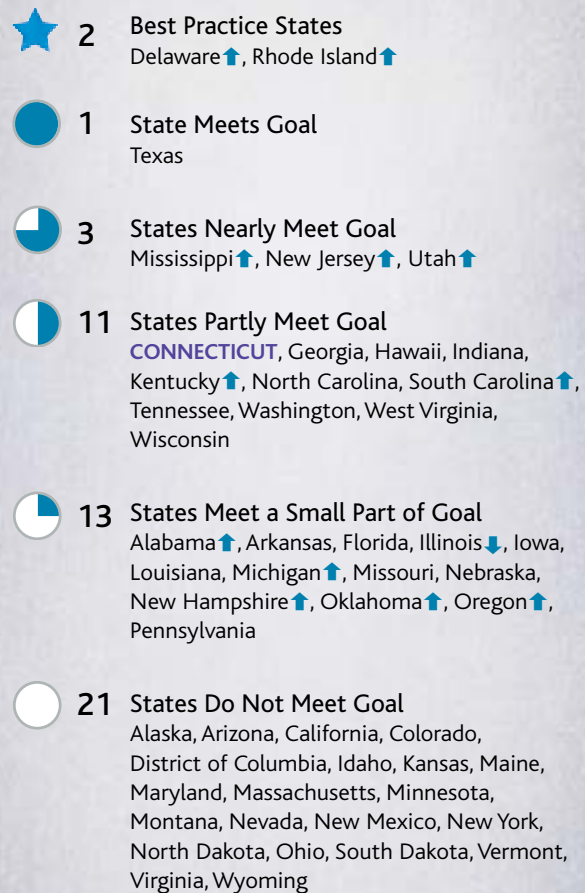 2 Best Practice States
Delaware⬆, Rhode Island⬆
1 State Meets Goal
Texas
3 States Nearly Meet Goal
Mississippi⬆, New Jersey⬆, Utah⬆
11 States Partly Meet Goal
CONNECTICUT, Georgia, Hawaii, Indiana,
Kentucky⬆, North Carolina, South Carolina⬆,
Tennessee, Washington, West Virginia,
Wisconsin
13 States Meet a Small Part of Goal
Alabama⬆, Arkansas, Florida, Illinois⬇, Iowa,
Louisiana, Michigan⬆, Missouri, Nebraska,
New Hampshire⬆, Oklahoma⬆, Oregon⬆,
Pennsylvania
21 States Do Not Meet Goal
Alaska, Arizona, California, Colorado,
District of Columbia, Idaho, Kansas, Maine,
Maryland, Massachusetts, Minnesota,
Montana, Nevada, New Mexico, New York,
North Dakota, Ohio, South Dakota, Vermont,
Virginia, Wyoming